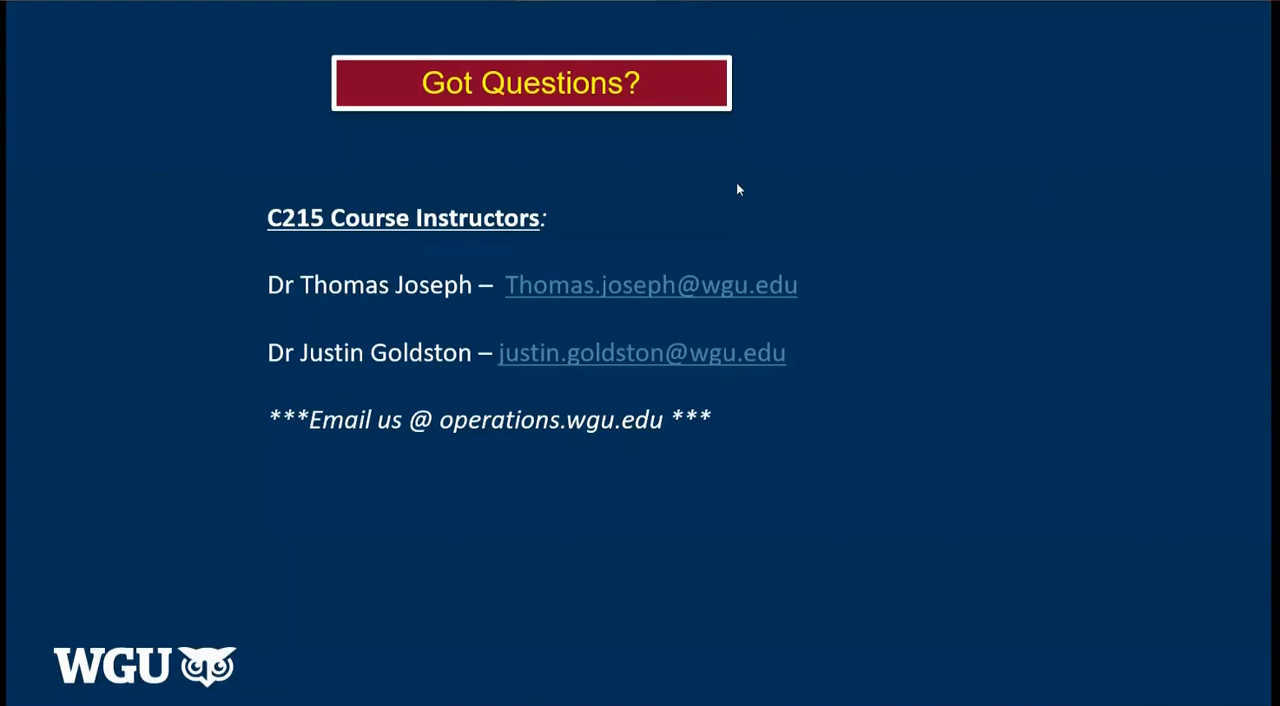 Got Questions?
C215 Course Instructors:
Dr Thomas Joseph – Thomas.joseph@wgu.edu
Dr Justin Goldston – justin.goldston@wgu.edu
***Email us @ operations.wgu.edu ***
WGU